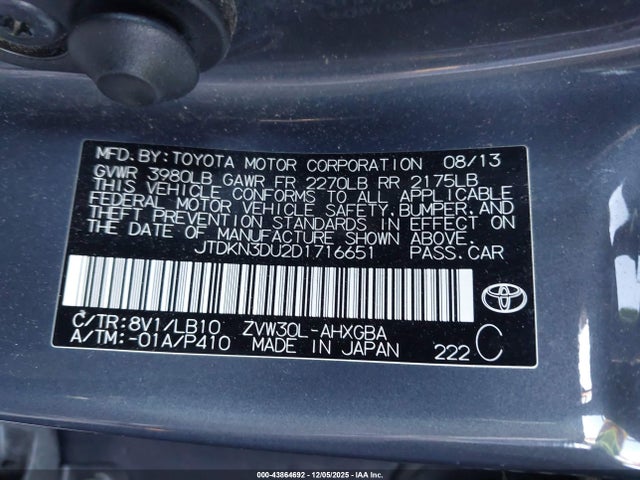 MFD. BY: TOYOTA MOTOR CORPORATION 08/13
GVWR 3980LB GAWR FR 2270LB RR 2175LB
THIS VEHICLE CONFORMS TO ALL APPLICABLE
FEDERAL MOTOR VEHICLE SAFETY, BUMPER, AND
THEFT PREVENTION STANDARDS IN EFFECT ON
THE DATE OF MANUFACTURE SHOWN ABOVE.
JTDKN3DU2D1716651 PASS. CAR
C/TR: 8V1/LB10 ZVW30L-AHXGBA
A/TM: -01A/P410 MADE IN JAPAN 222 C
000-43864692 • 12/05/2025 • IAA Corp.